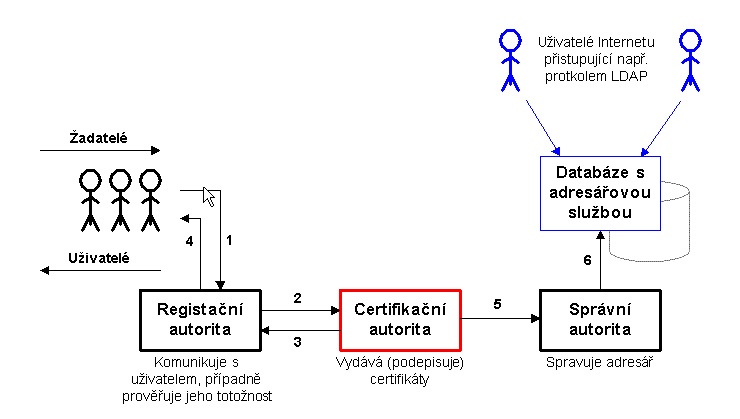 Uživatelé Internetu
přistupující např.
protkolem LDAP
Žadatelé
Databáze s
adresářovou
službou
4
1
Uživatelé
6
2
5
Registační
autorita
Certifikační
autorita
Správní
autorita
3
Komunikuje s
uživatelem, případně
prověřuje jeho totožnost
Vydává (podepisuje)
certifikáty
Spravuje adresář